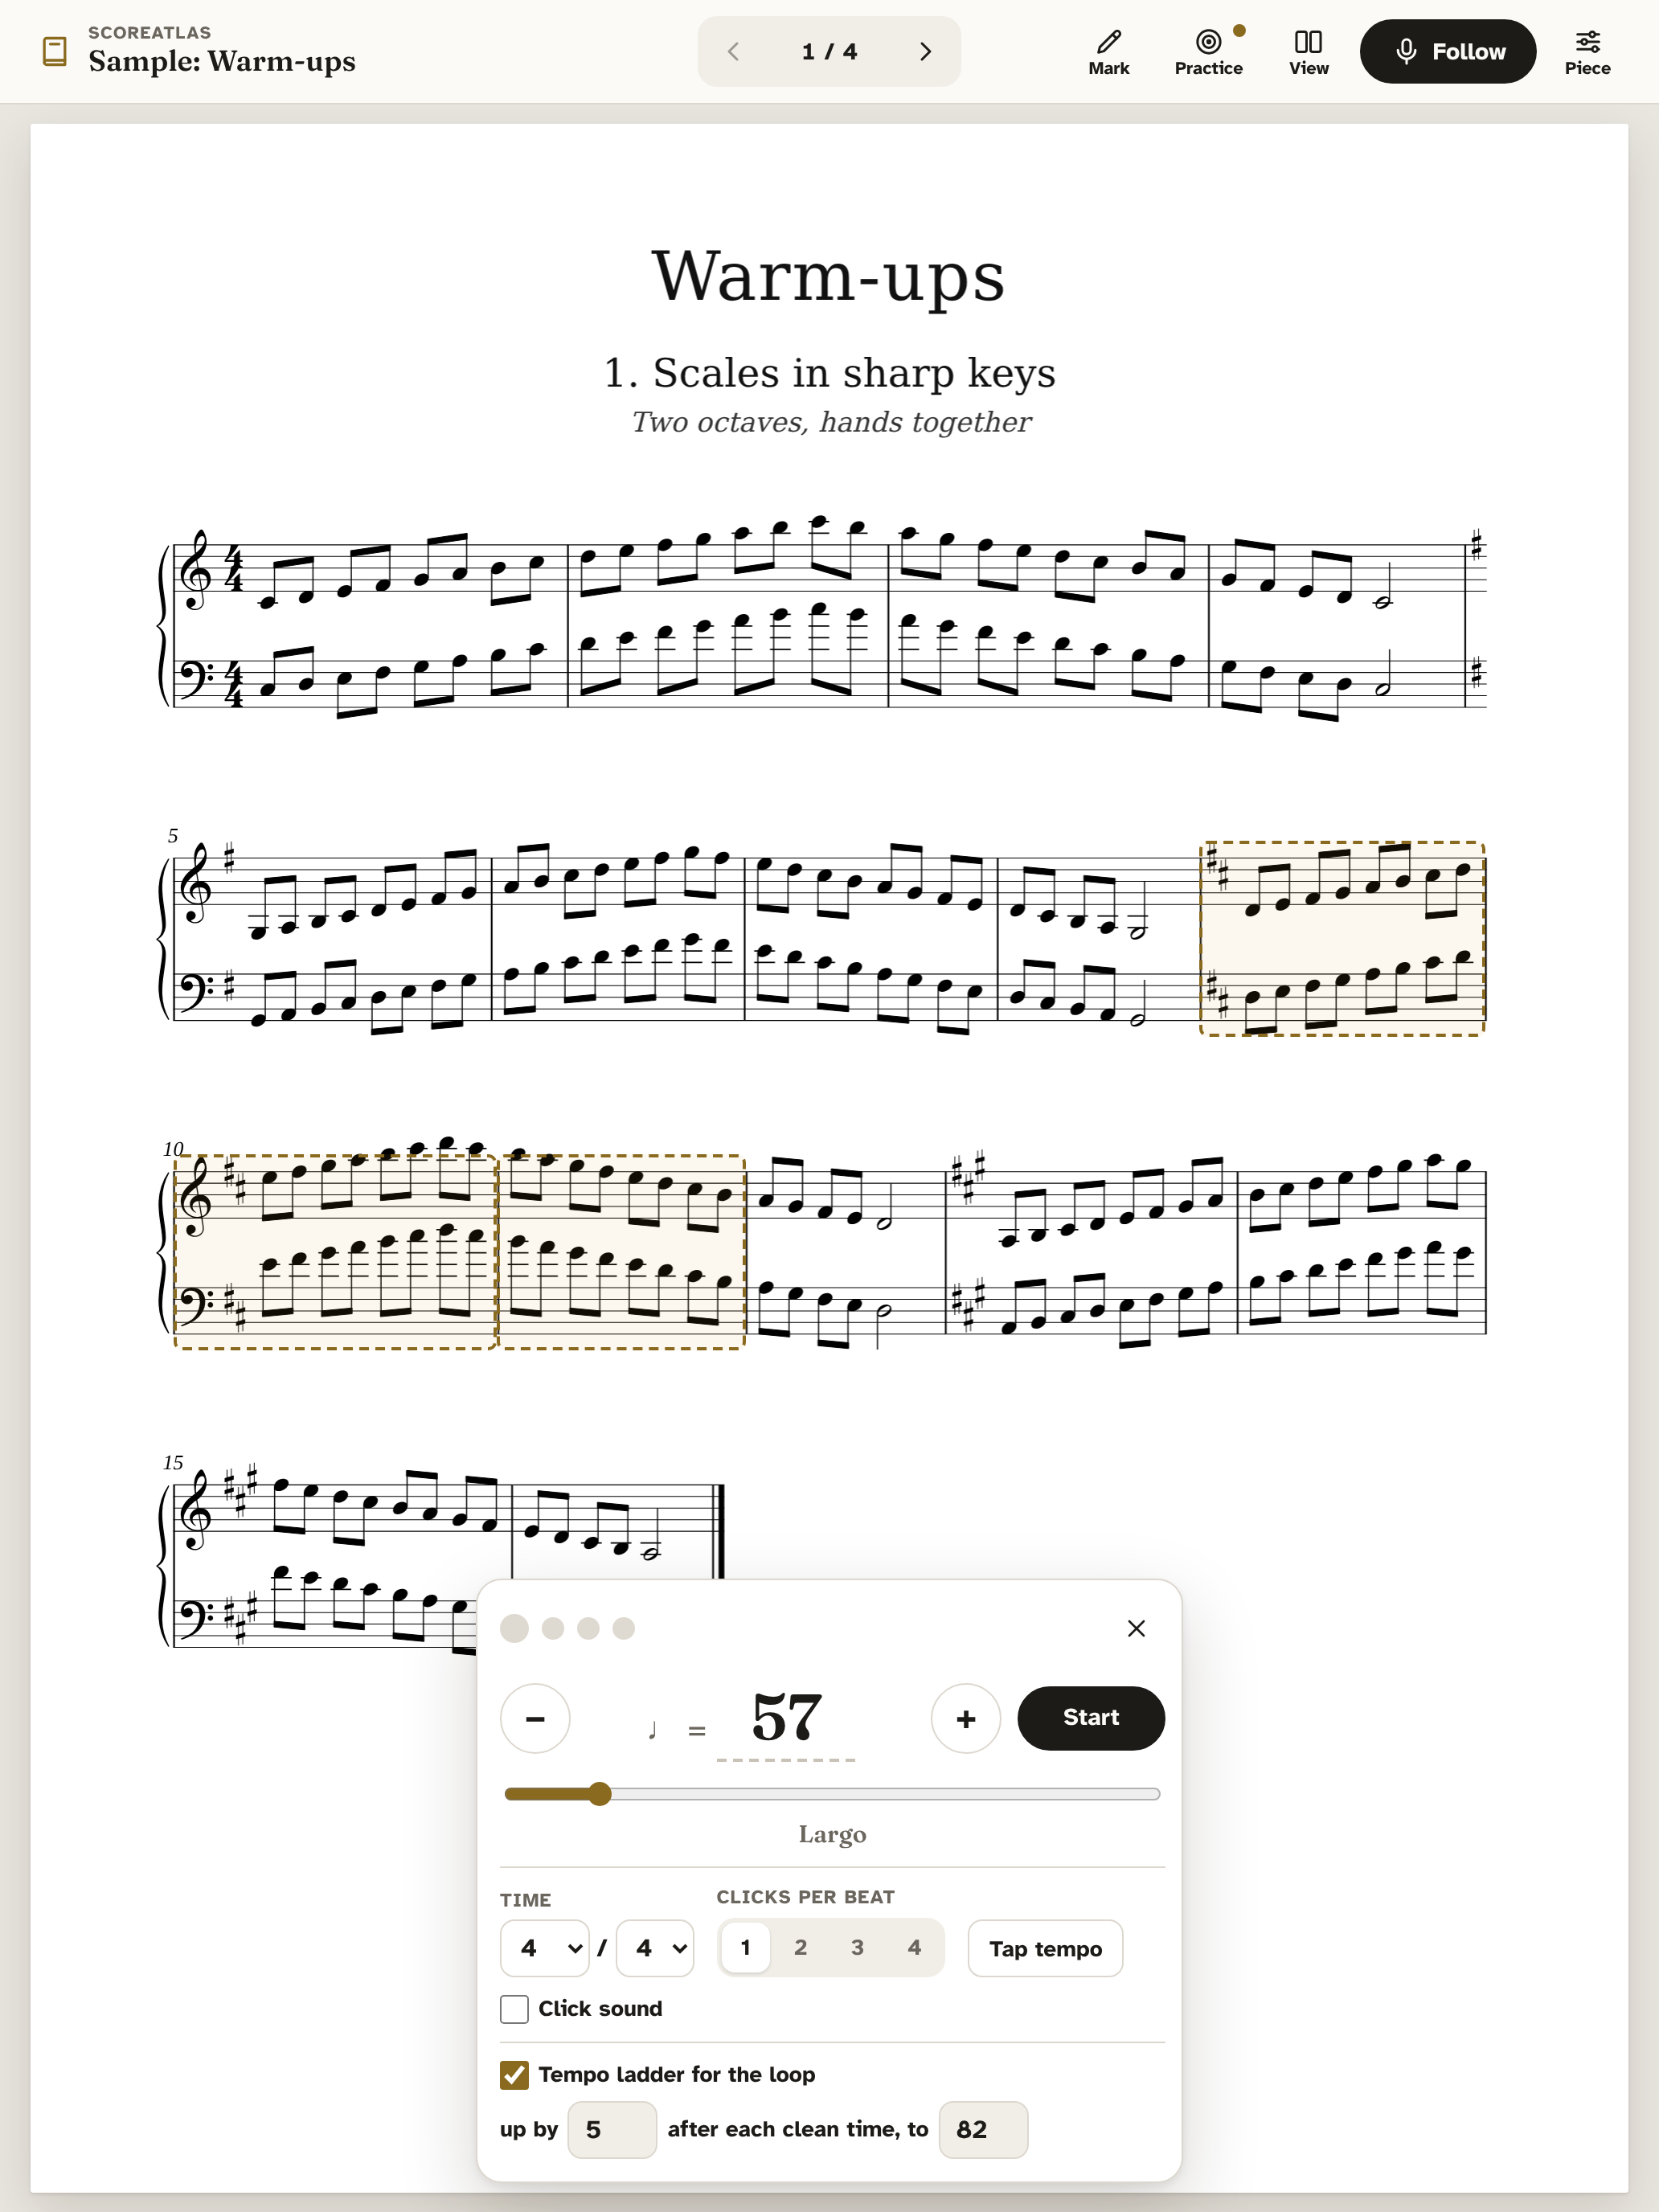 SCOREATLAS
Sample: Warm-ups
1 / 4
Mark
Practice
View
Follow
Piece
Warm-ups
1. Scales in sharp keys
Two octaves, hands together
5
10
15
♩ = 57
Start
Largo
TIME
CLICKS PER BEAT
4 / 4
1 2 3 4
Tap tempo
Click sound
Tempo ladder for the loop
up by 5 after each clean time, to 82